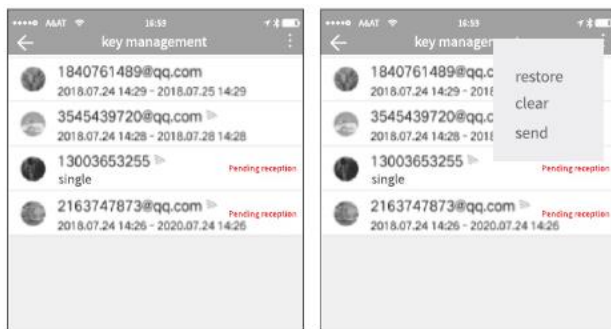 A&AT 16:59
key management
1840761489@qq.com
2018.07.24 14:29 - 2018.07.25 14:29
3545439720@qq.com
2018.07.24 14:28 - 2018.07.28 14:28
13003653255
single
Pending reception
2163747873@qq.com
Pending reception
2018.07.24 14:26 - 2020.07.24 14:26
A&AT 16:59
key manager
1840761489@qq.c
2018.07.24 14:29 - 2018
3545439720@qq.c
2018.07.24 14:28 - 2018
restore
clear
send
13003653255
single
Pending reception
2163747873@qq.com
Pending reception
2018.07.24 14:26 - 2020.07.24 14:26